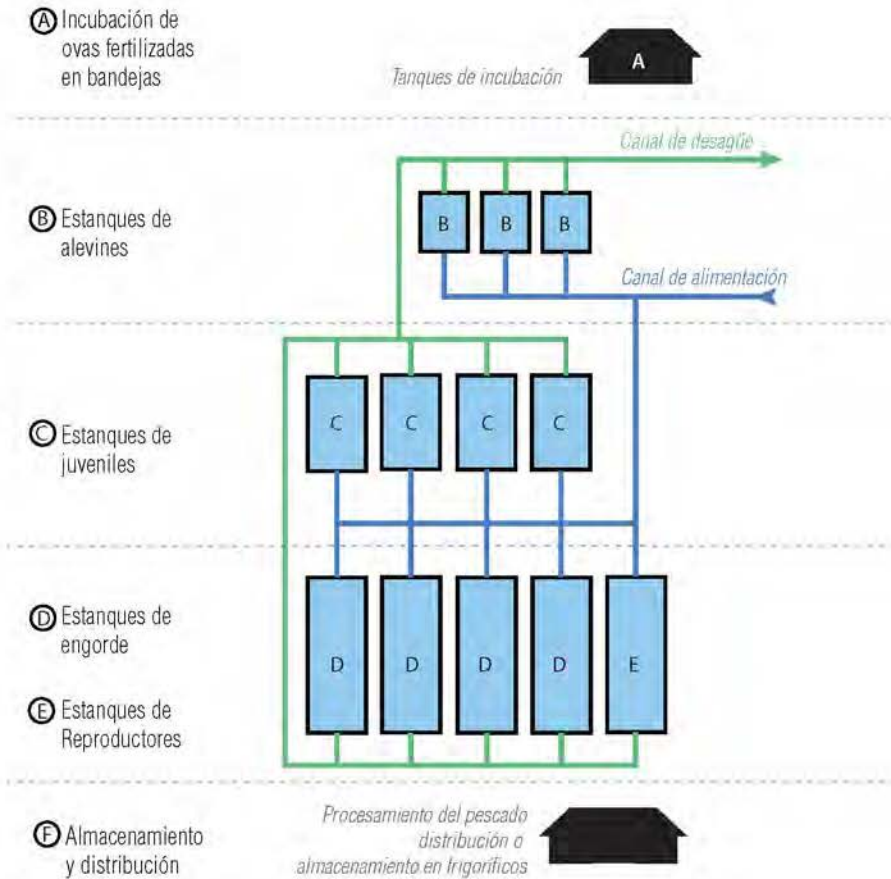 A Incubación de
ovas fertilizadas
en bandejas
Tanques de incubación
A
Canal de desagüe
B Estanques de
alevines
B B B
Canal de alimentación
C Estanques de
juveniles
C C C C
D Estanques de
engorde
D D D D E
E Estanques de
Reproductores
F Almacenamiento
y distribución
Procesamiento del pescado
distribución o
almacenamiento en frigoríficos